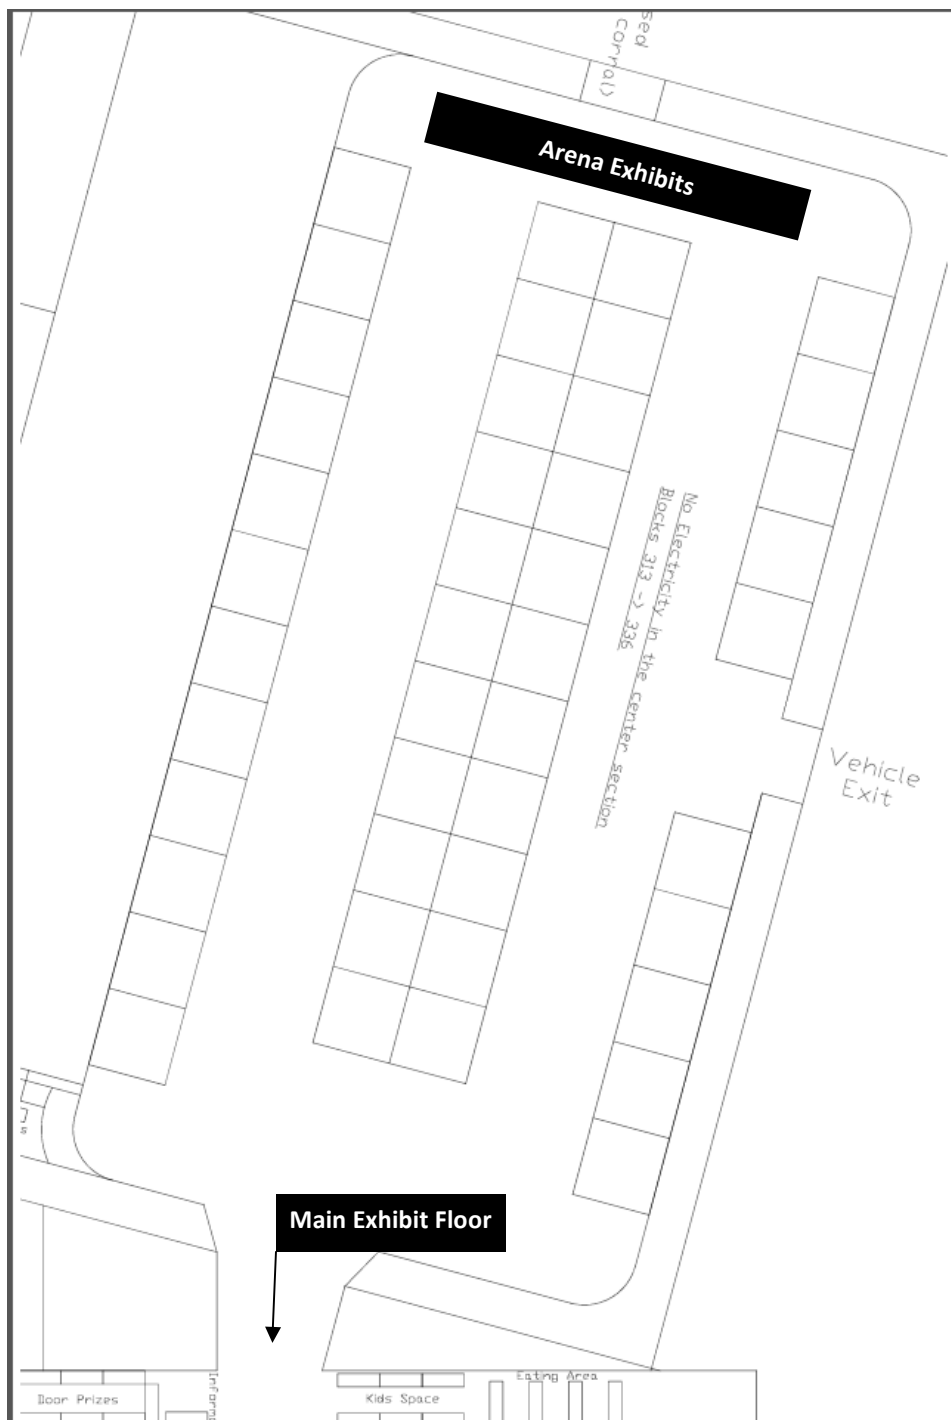 sed
corral)
Arena Exhibits
No Electricity in the center section
Blocks 313 -> 336
Vehicle
Exit
Main Exhibit Floor
Door Prizes
Kids Space
Eating Area